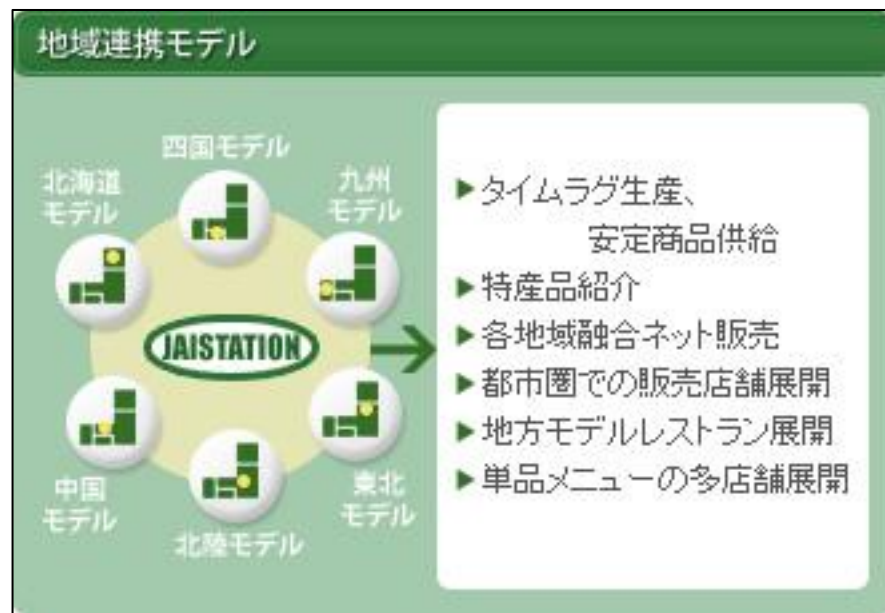 地域連携モデル
四国モデル
北海道
モデル
九州
モデル
JAISTATION
中国
モデル
北陸モデル
東北
モデル
▶タイムラグ生産、
安定商品供給
▶特産品紹介
▶各地域融合ネット販売
▶都市圏での販売店舗展開
▶地方モデルレストラン展開
▶単品メニューの多店舗展開